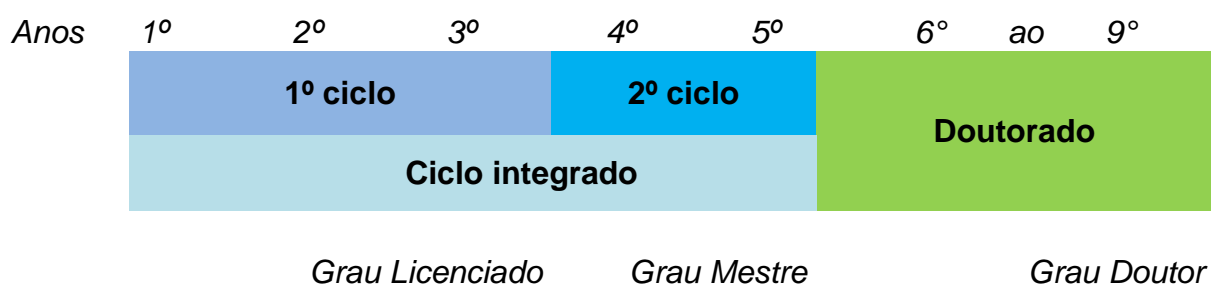 Anos 1º 2º 3º 4º 5º 6° ao 9°
1º ciclo 2º ciclo
Doutorado
Ciclo integrado
Grau Licenciado Grau Mestre Grau Doutor